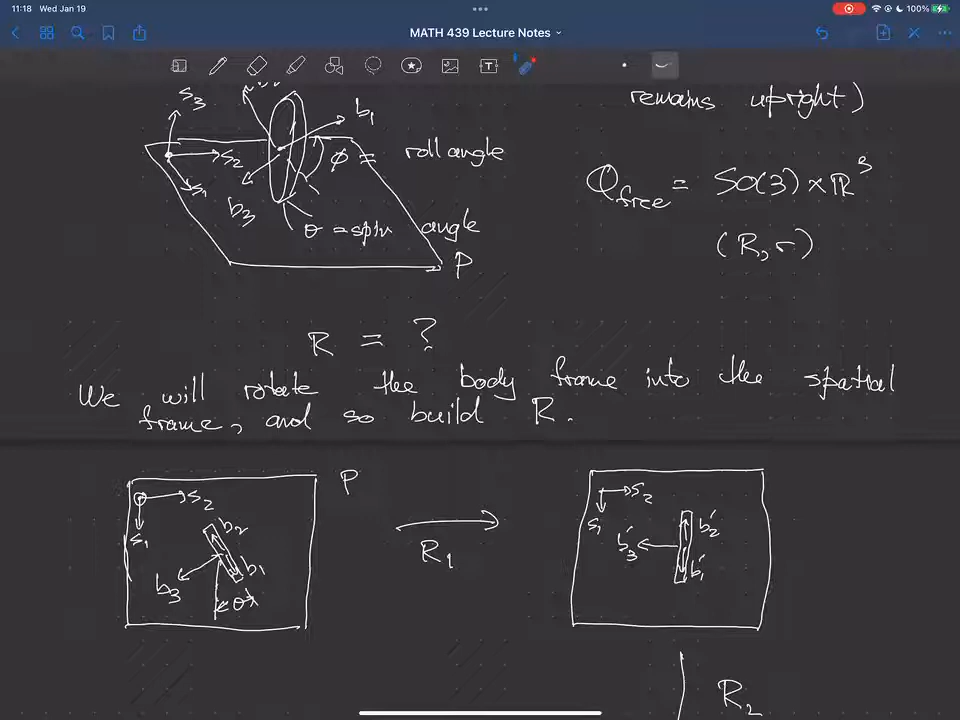 11:18 Wed Jan 19
100%
MATH 439 Lecture Notes
remains upright)
s₃
b₁
s₂
s₁
b₃
φ = roll angle
θ = spin angle
P
Q_free = SO(3) × ℝ³
(R, r)
R = ?
We will rotate the body frame into the spatial
frame, and so build R.
P
s₂
s₁
b₂
b₁
b₃
θ
R₁
s₂
s₁
b₂'
b₃'
b₁'
R₂